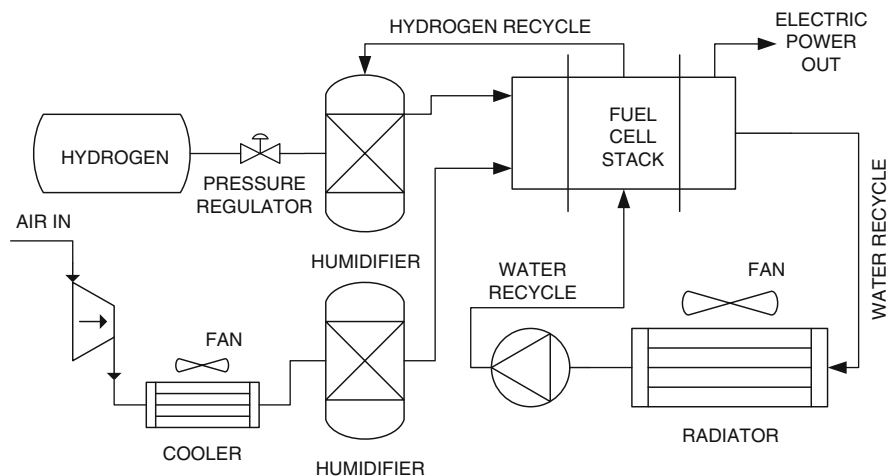 HYDROGEN RECYCLE
ELECTRIC
POWER
OUT
HYDROGEN
PRESSURE
REGULATOR
FUEL
CELL
STACK
AIR IN
HUMIDIFIER
WATER
RECYCLE
FAN
WATER RECYCLE
FAN
COOLER
HUMIDIFIER
RADIATOR